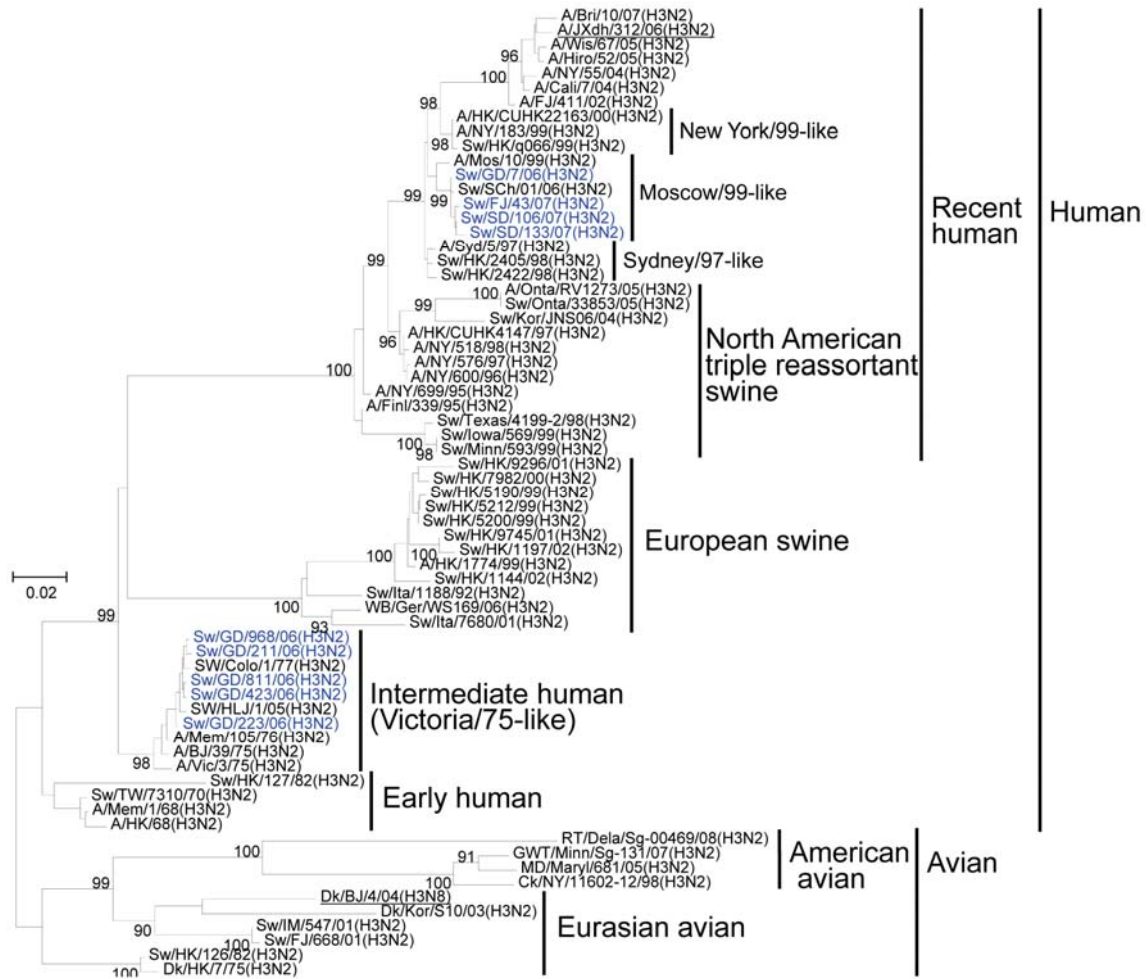 A/Bri/10/07(H3N2)
A/JXdh/312/06(H3N2)
A/Wis/67/05(H3N2)
96
A/Hiro/52/05(H3N2)
A/NY/55/04(H3N2)
100
A/Cali/7/04(H3N2)
A/FJ/411/02(H3N2)
98
A/HK/CUHK22163/00(H3N2)
A/NY/183/99(H3N2)
New York/99-like
98
Sw/HK/q066/99(H3N2)
A/Mos/10/99(H3N2)
Sw/GD/7/06(H3N2)
Sw/SCh/01/06(H3N2)
Moscow/99-like
99
99
Sw/FJ/43/07(H3N2)
Sw/SD/106/07(H3N2)
Sw/SD/133/07(H3N2)
Recent
human
Human
A/Syd/5/97(H3N2)
Sw/HK/2405/98(H3N2)
Sydney/97-like
99
Sw/HK/2422/98(H3N2)
A/Onta/RV1273/05(H3N2)
100
Sw/Onta/33853/05(H3N2)
99
Sw/Kor/JNS06/04(H3N2)
A/HK/CUHK4147/97(H3N2)
96
A/NY/518/98(H3N2)
A/NY/576/97(H3N2)
A/NY/600/96(H3N2)
North American
triple reassortant
swine
100
A/NY/699/95(H3N2)
A/Finl/339/95(H3N2)
Sw/Texas/4199-2/98(H3N2)
Sw/Iowa/569/99(H3N2)
100
Sw/Minn/593/99(H3N2)
98
Sw/HK/9296/01(H3N2)
Sw/HK/7982/00(H3N2)
Sw/HK/5190/99(H3N2)
Sw/HK/5212/99(H3N2)
Sw/HK/5200/99(H3N2)
Sw/HK/9745/01(H3N2)
European swine
Sw/HK/1197/02(H3N2)
100
100
A/HK/1774/99(H3N2)
Sw/HK/1144/02(H3N2)
0.02
Sw/Ita/1188/92(H3N2)
100
WB/Ger/WS169/06(H3N2)
99
Sw/Ita/7680/01(H3N2)
93
Sw/GD/968/06(H3N2)
Sw/GD/211/06(H3N2)
SW/Colo/1/77(H3N2)
Sw/GD/811/06(H3N2)
Sw/GD/423/06(H3N2)
SW/HLJ/1/05(H3N2)
Sw/GD/223/06(H3N2)
Intermediate human
(Victoria/75-like)
A/Mem/105/76(H3N2)
A/BJ/39/75(H3N2)
98
A/Vic/3/75(H3N2)
Sw/HK/127/82(H3N2)
Sw/TW/7310/70(H3N2)
Early human
A/Mem/1/68(H3N2)
A/HK/68(H3N2)
RT/Dela/Sg-00469/08(H3N2)
100
GWT/Minn/Sg-131/07(H3N2)
91
MD/Maryl/681/05(H3N2)
100
Ck/NY/11602-12/98(H3N2)
American
avian
Avian
99
Dk/BJ/4/04(H3N8)
Dk/Kor/S10/03(H3N2)
90
Sw/IM/547/01(H3N2)
Eurasian avian
100
Sw/FJ/668/01(H3N2)
Sw/HK/126/82(H3N2)
100
Dk/HK/7/75(H3N2)